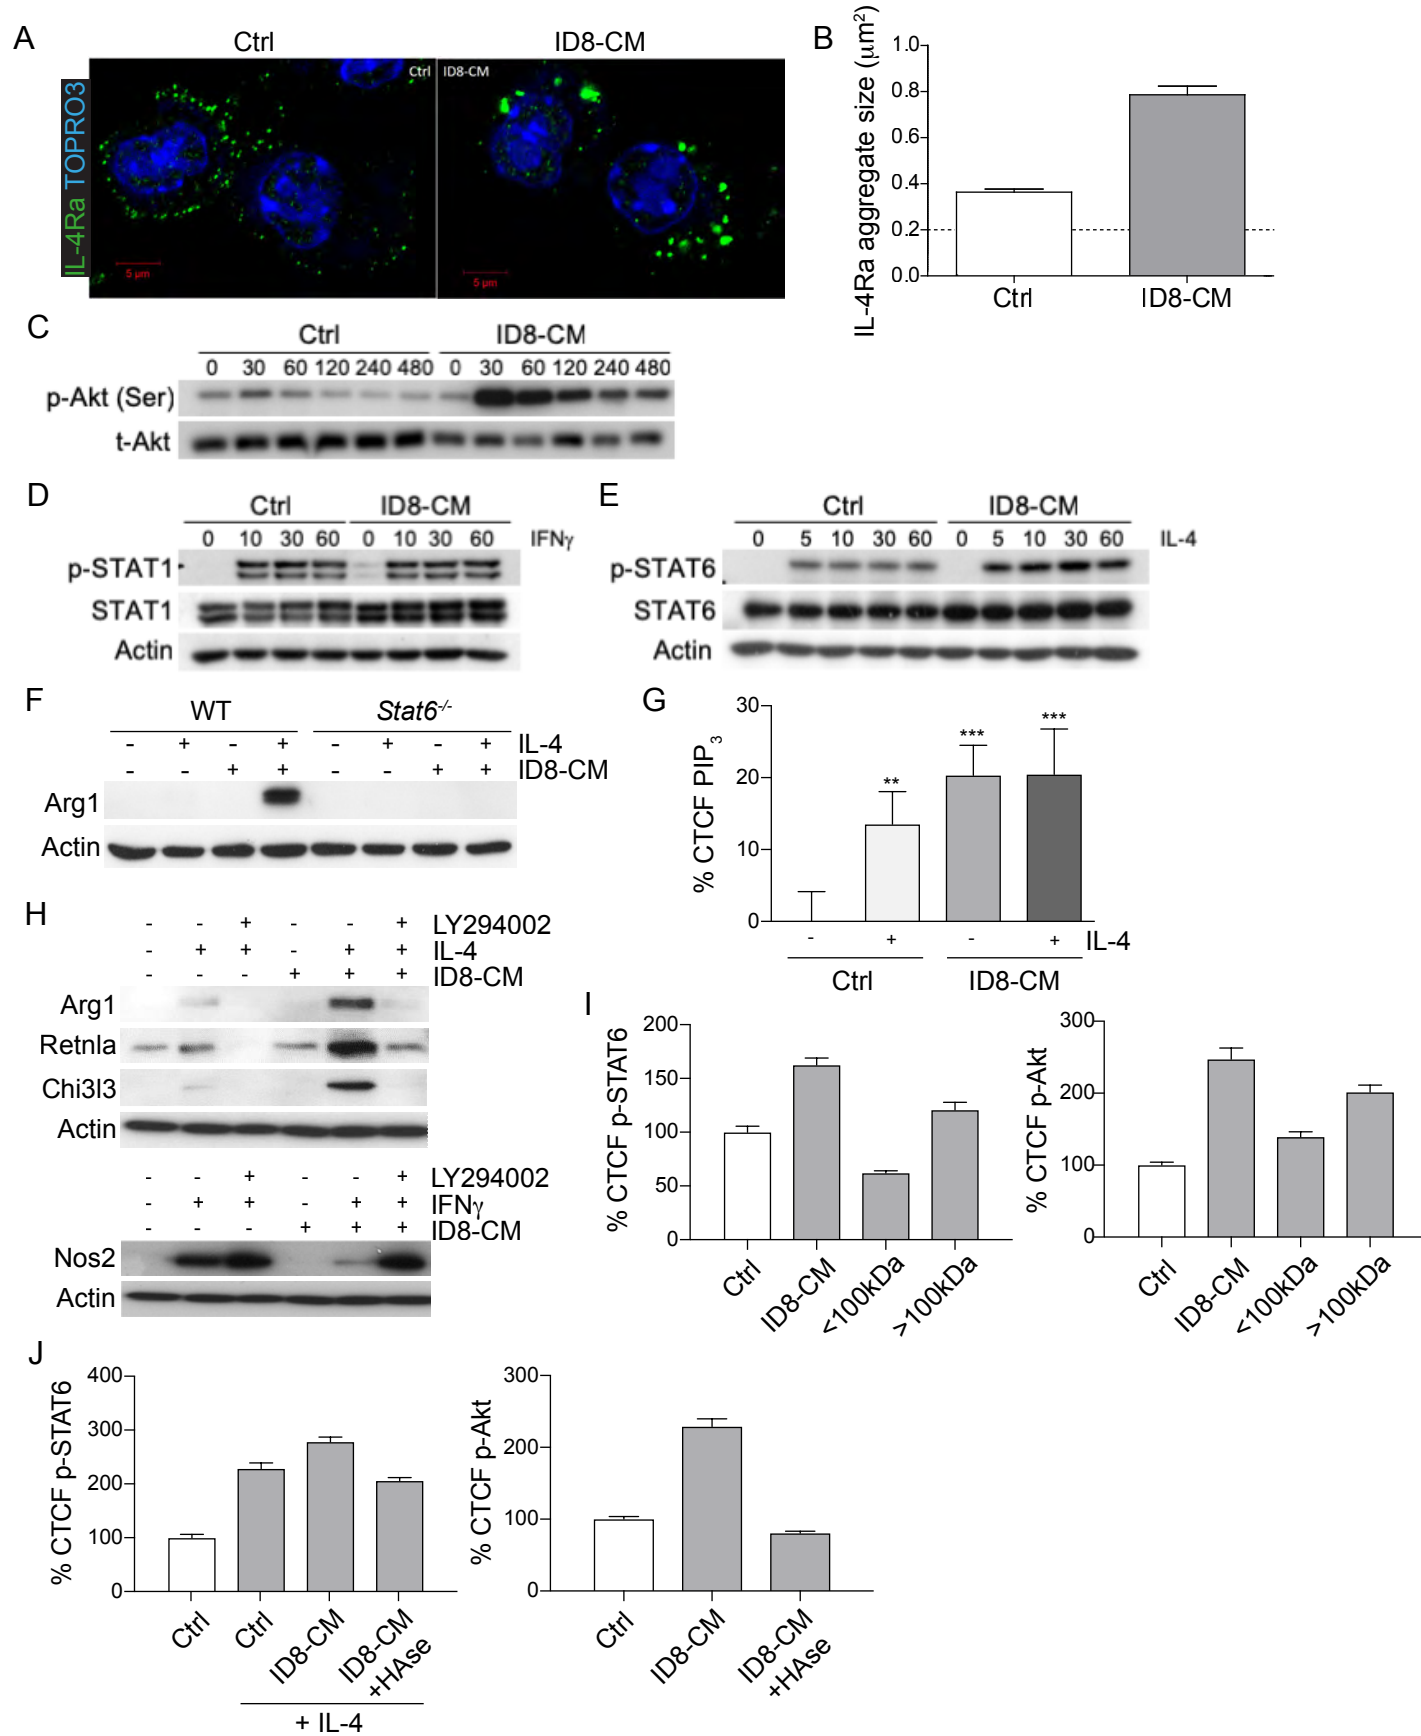 A
Ctrl
ID8-CM
IL-4Ra TOPRO3
Ctrl
ID8-CM
5 μm
5 μm
B
IL-4Ra aggregate size (μm²)
1.0
0.8
0.6
0.4
0.2
0.0
Ctrl
ID8-CM
C
Ctrl
ID8-CM
0 30 60 120 240 480 0 30 60 120 240 480
p-Akt (Ser)
t-Akt
D
Ctrl
ID8-CM
0 10 30 60 0 10 30 60 IFNγ
p-STAT1
STAT1
Actin
E
Ctrl
ID8-CM
0 5 10 30 60 0 5 10 30 60 IL-4
p-STAT6
STAT6
Actin
F
WT
Stat6-/-
- + - + - + - + IL-4
- - + + - - + + ID8-CM
Arg1
Actin
G
% CTCF PIP3
30
20
10
0
**
***
***
- + - + IL-4
Ctrl
ID8-CM
H
- - + - - + LY294002
- + + - + + IL-4
- - - + + + ID8-CM
Arg1
Retnla
Chi3l3
Actin
- - + - - + LY294002
- + + - + + IFNγ
- - - + + + ID8-CM
Nos2
Actin
I
% CTCF p-STAT6
200
150
100
50
0
Ctrl
ID8-CM
<100kDa
>100kDa
% CTCF p-Akt
300
200
100
0
Ctrl
ID8-CM
<100kDa
>100kDa
J
% CTCF p-STAT6
400
300
200
100
0
Ctrl
Ctrl
ID8-CM
ID8-CM
+HAse
+ IL-4
% CTCF p-Akt
300
200
100
0
Ctrl
ID8-CM
ID8-CM
+HAse